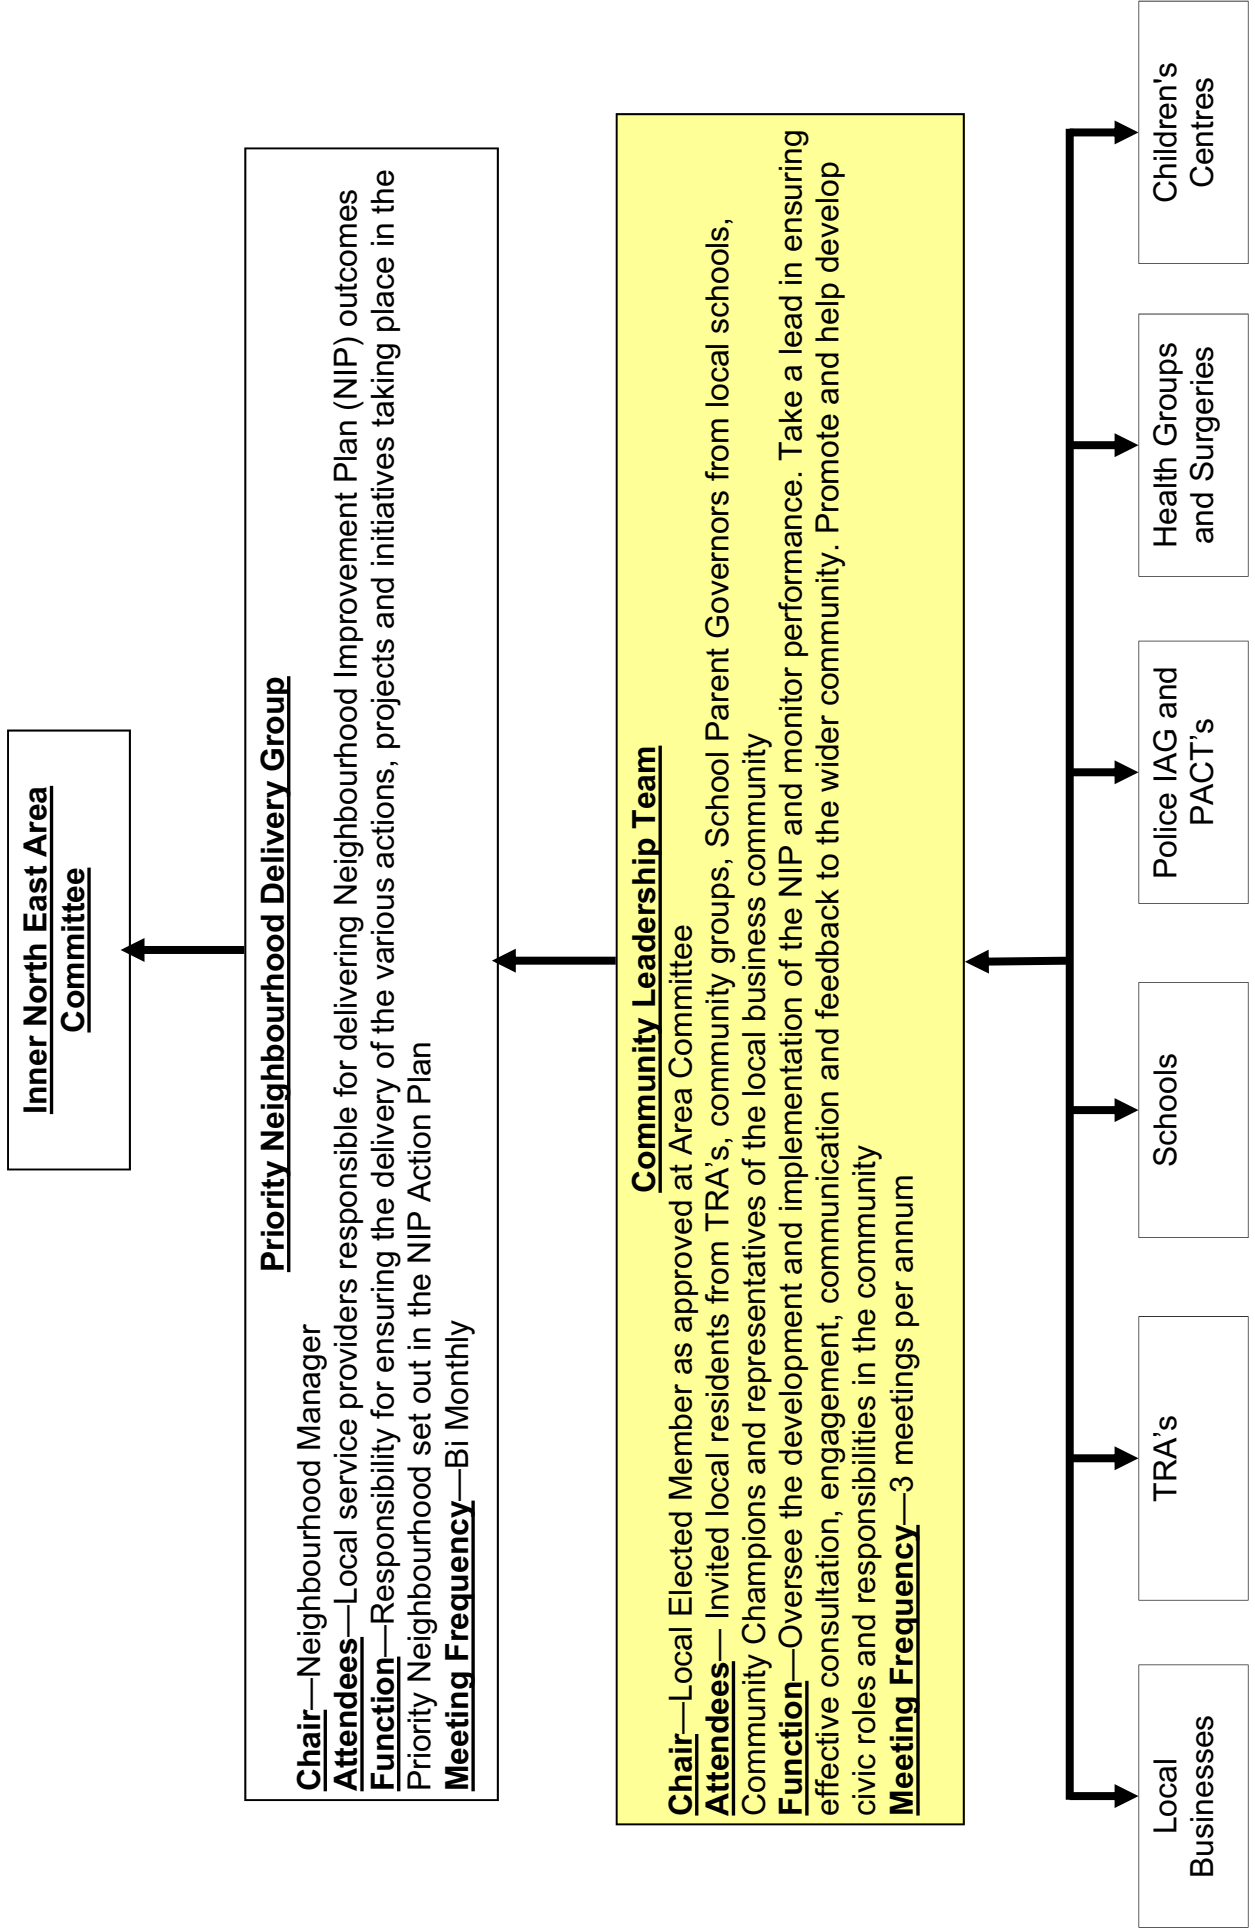 Inner North East Area
Committee
Priority Neighbourhood Delivery Group
Chair—Neighbourhood Manager
Attendees—Local service providers responsible for delivering Neighbourhood Improvement Plan (NIP) outcomes
Function—Responsibility for ensuring the delivery of the various actions, projects and initiatives taking place in the
Priority Neighbourhood set out in the NIP Action Plan
Meeting Frequency—Bi Monthly
Community Leadership Team
Chair—Local Elected Member as approved at Area Committee
Attendees— Invited local residents from TRA's, community groups, School Parent Governors from local schools,
Community Champions and representatives of the local business community
Function—Oversee the development and implementation of the NIP and monitor performance. Take a lead in ensuring
effective consultation, engagement, communication and feedback to the wider community. Promote and help develop
civic roles and responsibilities in the community
Meeting Frequency—3 meetings per annum
Local
Businesses
TRA’s
Schools
Police IAG and
PACT’s
Health Groups
and Surgeries
Children's
Centres